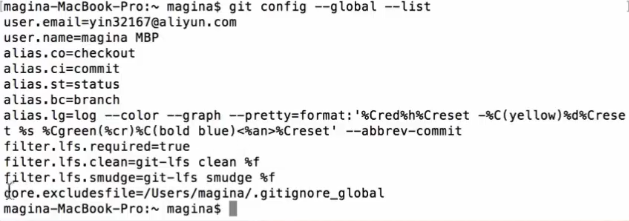 magina-MacBook-Pro:~ magina$ git config --global --list
user.email=yin32167@aliyun.com
user.name=magina MBP
alias.co=checkout
alias.ci=commit
alias.st=status
alias.bc=branch
alias.lg=log --color --graph --pretty=format:'%Cred%h%Creset -%C(yellow)%d%Crese
t %s %Cgreen(%cr)%C(bold blue)<%an>%Creset' --abbrev-commit
filter.lfs.required=true
filter.lfs.clean=git-lfs clean %f
filter.lfs.smudge=git-lfs smudge %f
core.excludesfile=/Users/magina/.gitignore_global
magina-MacBook-Pro:~ magina$